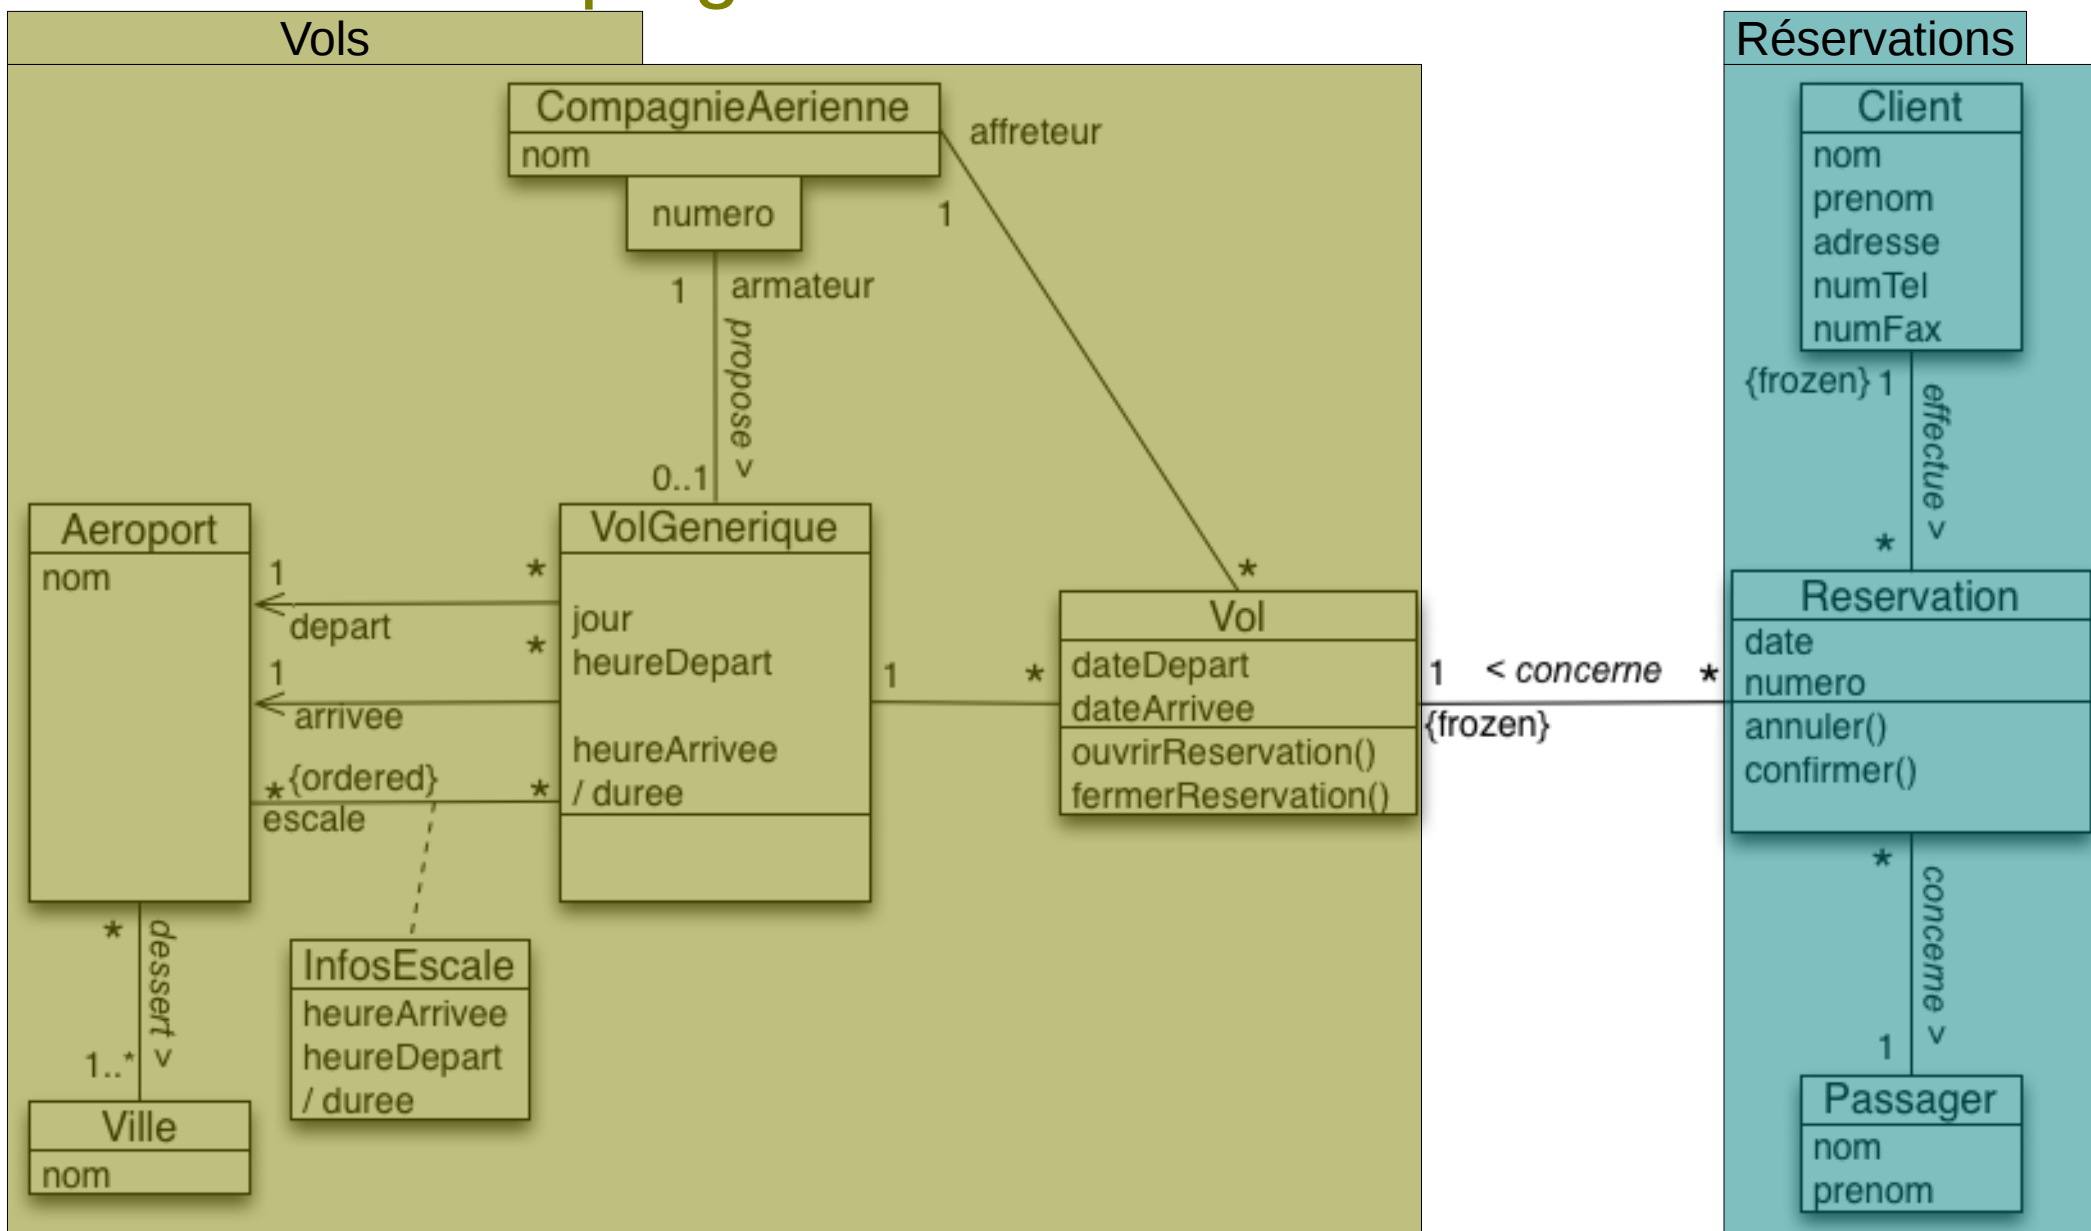 Vols
Réservations
CompagnieAerienne
nom
numero
affreteur
1
1
armateur
propose >
0..1
Client
nom
prenom
adresse
numTel
numFax
{frozen} 1
effectue >
*
Aeroport
nom
1
*
depart
*
1
arrivee
{ordered}
*
*
escale
VolGenerique
jour
heureDepart
heureArrivee
/ duree
1
*
*
Vol
dateDepart
dateArrivee
ouvrirReservation()
fermerReservation()
1 < concerne *
{frozen}
Reservation
date
numero
annuler()
confirmer()
*
concerne >
1
Passager
nom
prenom
*
dessert >
1..*
Ville
nom
InfosEscale
heureArrivee
heureDepart
/ duree